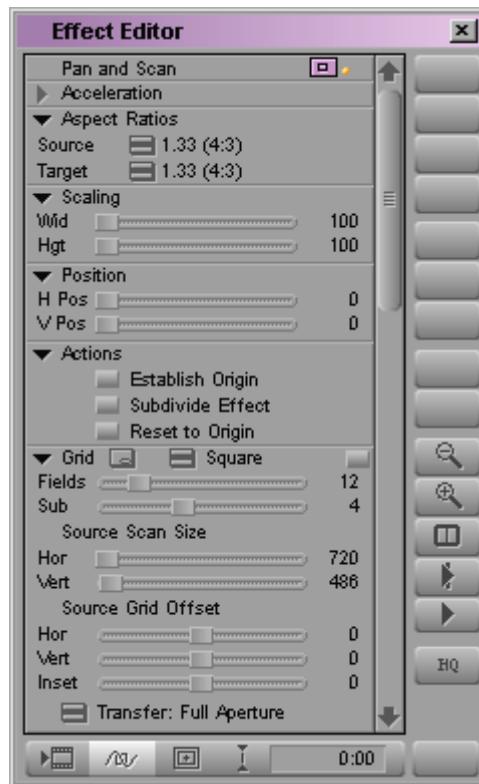 Effect Editor
Pan and Scan
Acceleration
Aspect Ratios
Source 1.33 (4:3)
Target 1.33 (4:3)
Scaling
Wid 100
Hgt 100
Position
H Pos 0
V Pos 0
Actions
Establish Origin
Subdivide Effect
Reset to Origin
Grid Square
Fields 12
Sub 4
Source Scan Size
Hor 720
Vert 486
Source Grid Offset
Hor 0
Vert 0
Inset 0
Transfer: Full Aperture
HQ
0:00